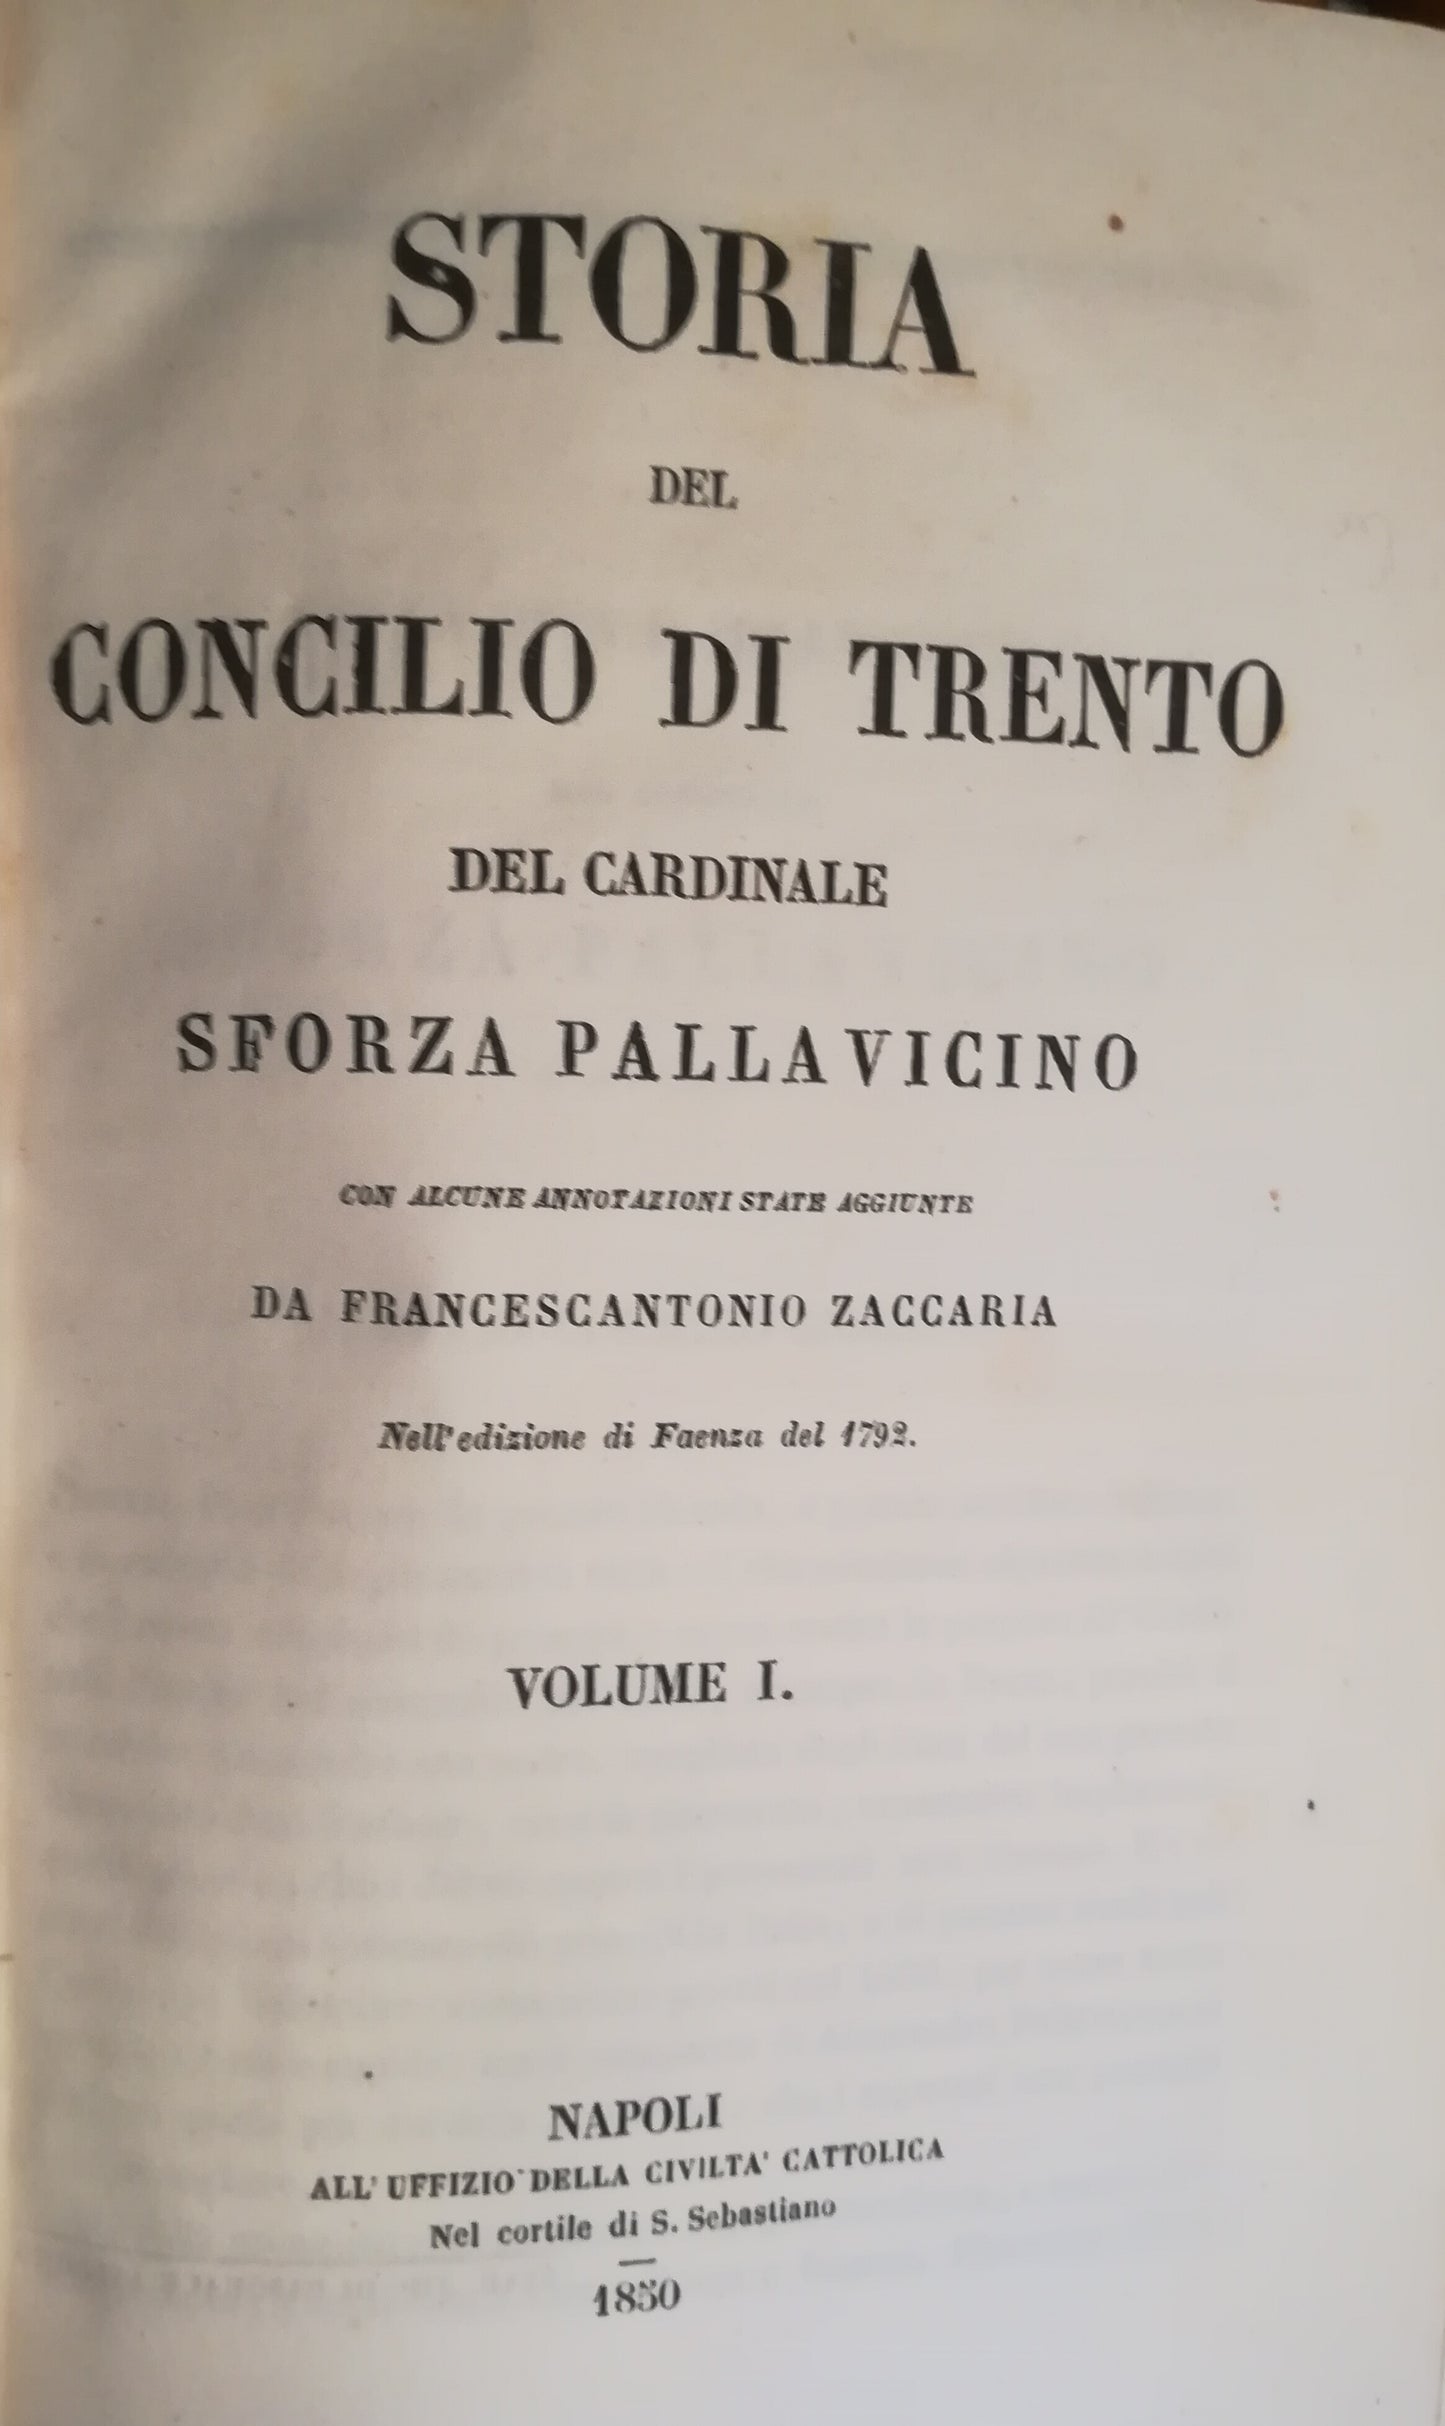 STORIA
DEL
CONCILIO DI TRENTO
DEL CARDINALE
SFORZA PALLAVICINO
CON ALCUNE ANNOTAZIONI STATE AGGIUNTE
DA FRANCESCANTONIO ZACCARIA
Nell'edizione di Faenza del 1792.
VOLUME I.
NAPOLI
ALL' UFFIZIO DELLA CIVILTA' CATTOLICA
Nel cortile di S. Sebastiano
1850